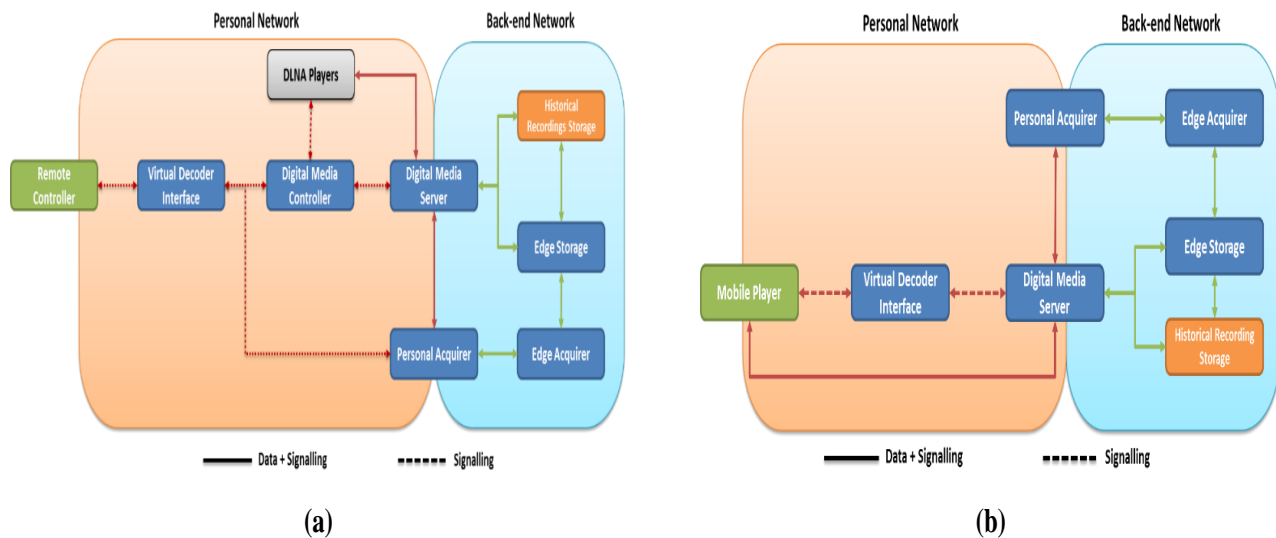 Personal Network
Back-end Network
DLNA Players
Historical
Recordings Storage
Remote
Controller
Virtual Decoder
Interface
Digital Media
Controller
Digital Media
Server
Edge Storage
Personal Acquirer
Edge Acquirer
Data + Signalling
Signalling
(a)
Personal Network
Back-end Network
Personal Acquirer
Edge Acquirer
Edge Storage
Mobile Player
Virtual Decoder
Interface
Digital Media
Server
Historical Recording
Storage
Data + Signalling
Signalling
(b)